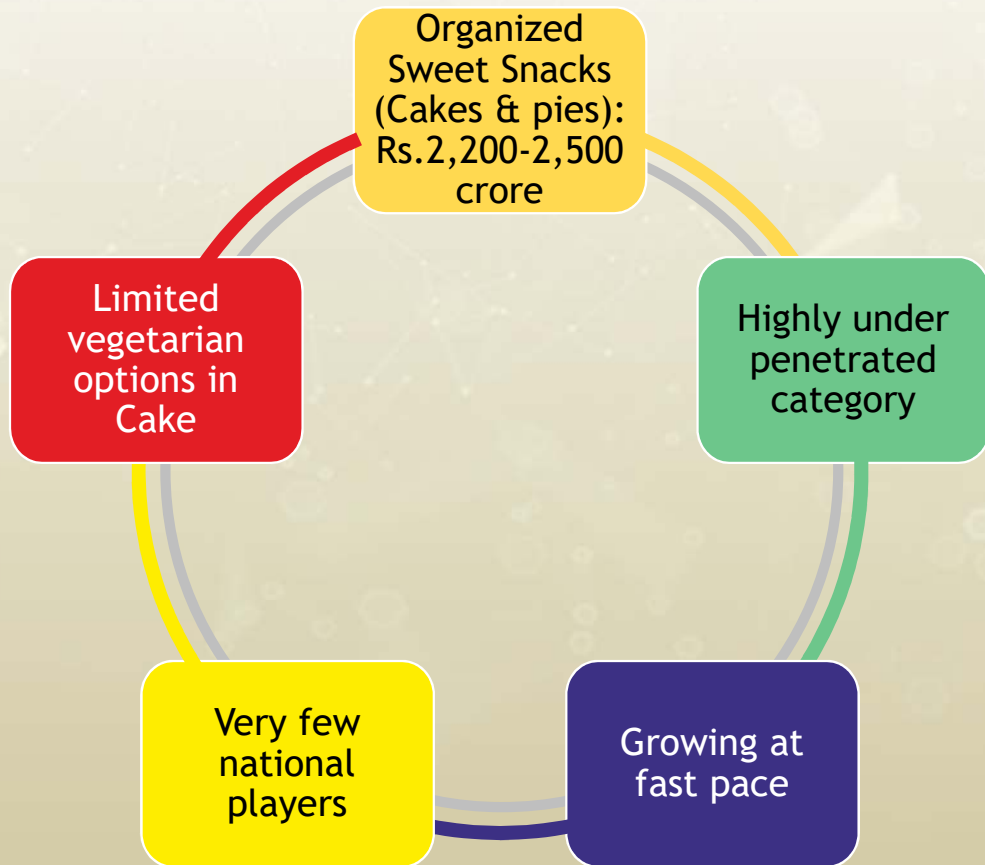 Organized
Sweet Snacks
(Cakes & pies):
Rs.2,200-2,500
crore
Highly under
penetrated
category
Growing at
fast pace
Very few
national
players
Limited
vegetarian
options in
Cake